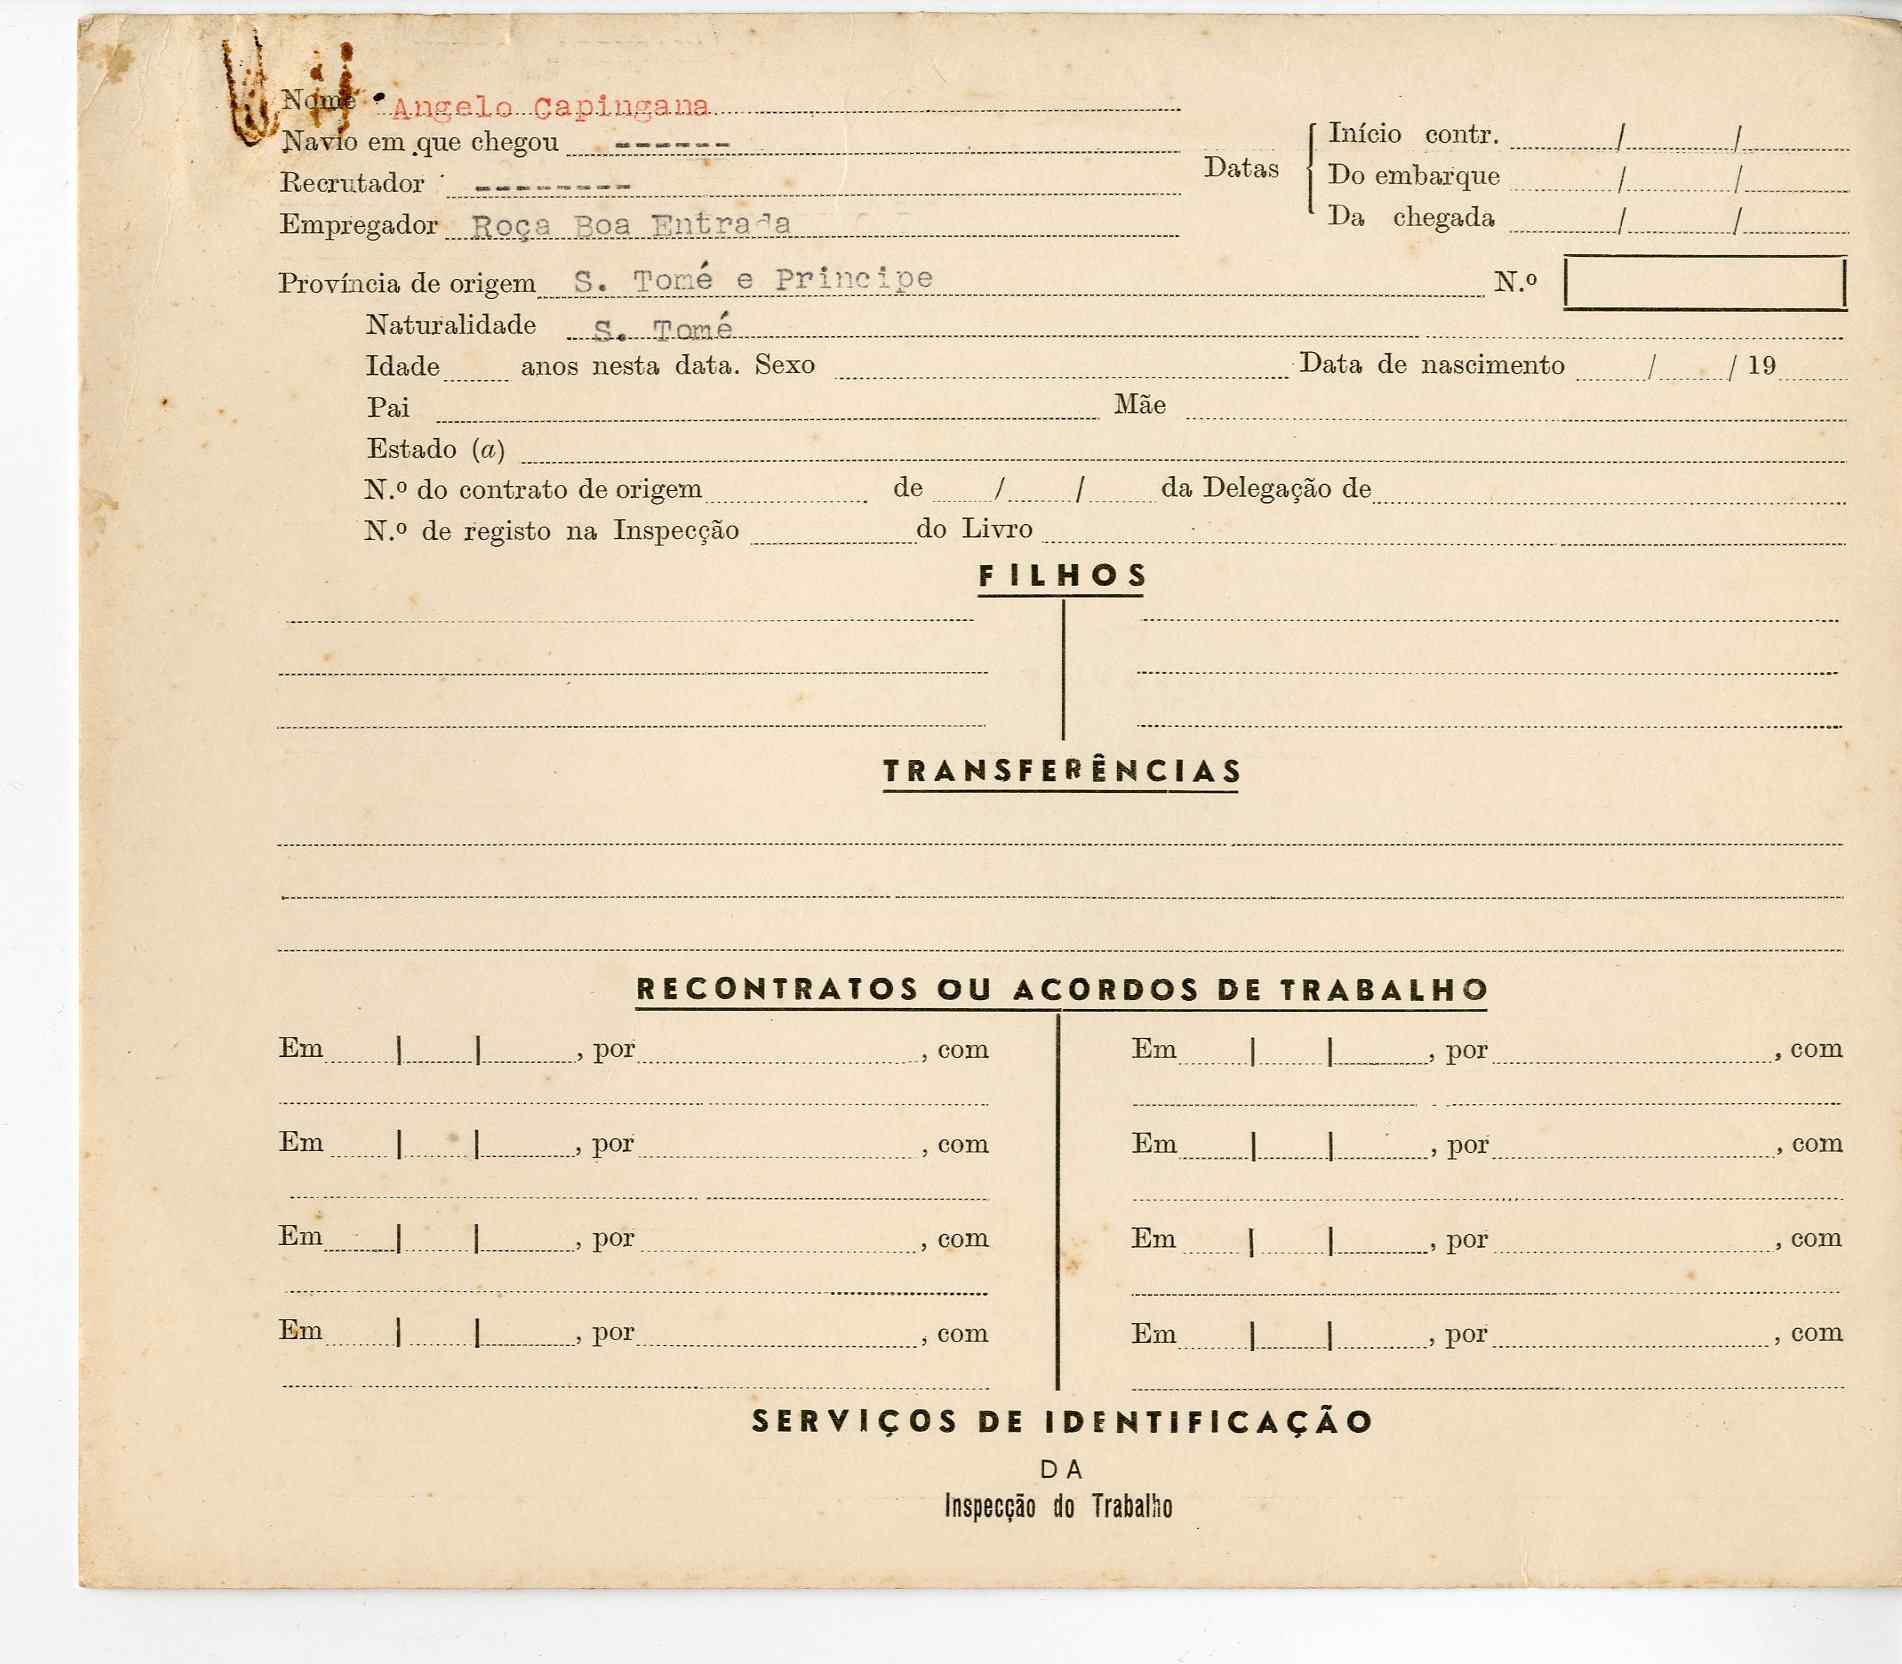 Nome Angelo Capingana
Navio em que chegou ------
Recrutador --------
Empregador Roça Boa Entrada
Datas
Início contr. / /
Do embarque / /
Da chegada / /
Província de origem S. Tomé e Principe N.º
Naturalidade S. Tomé
Idade anos nesta data. Sexo Data de nascimento / / 19
Pai Mãe
Estado (a)
N.º do contrato de origem de / / da Delegação de
N.º de registo na Inspecção do Livro
FILHOS
TRANSFERÊNCIAS
RECONTRATOS OU ACORDOS DE TRABALHO
Em | | , por , com Em | | , por , com
Em | | , por , com Em | | , por , com
Em | | , por , com Em | | , por , com
Em | | , por , com Em | | , por , com
SERVIÇOS DE IDENTIFICAÇÃO
DA
Inspecção do Trabalho